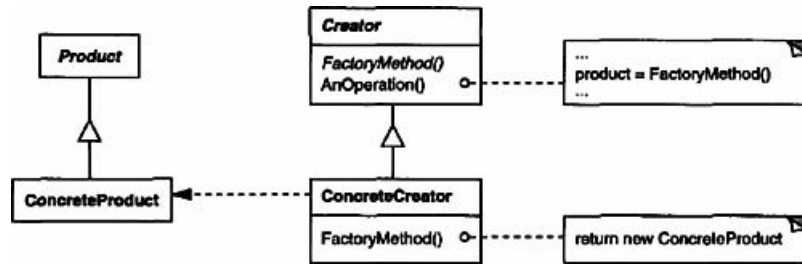 Product
Creator
FactoryMethod()
AnOperation()
...
product = FactoryMethod()
...
ConcreteProduct
ConcreteCreator
FactoryMethod()
return new ConcreteProduct